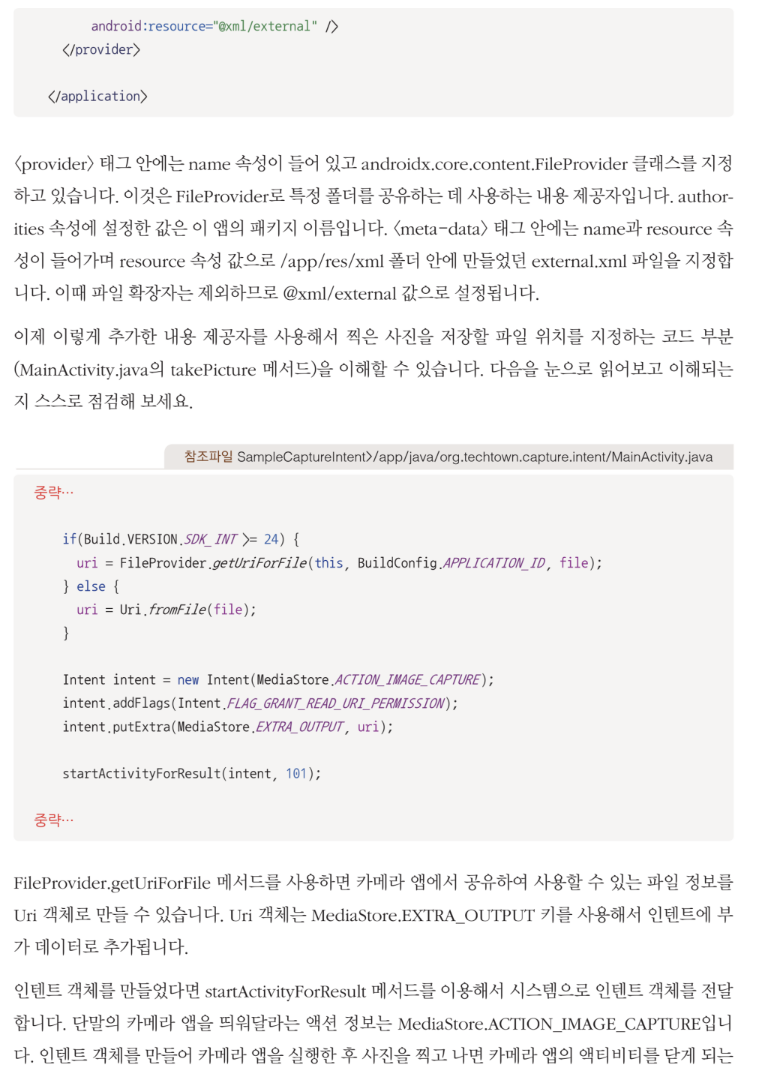 android:resource="@xml/external" />
</provider>
</application>
<provider> 태그 안에는 name 속성이 들어 있고 androidx.core.content.FileProvider 클래스를 지정
하고 있습니다. 이것은 FileProvider로 특정 폴더를 공유하는 데 사용하는 내용 제공자입니다. author-
ities 속성에 설정한 값은 이 앱의 패키지 이름입니다. <meta-data> 태그 안에는 name과 resource 속
성이 들어가며 resource 속성 값으로 /app/res/xml 폴더 안에 만들었던 external.xml 파일을 지정합
니다. 이때 파일 확장자는 제외하므로 @xml/external 값으로 설정됩니다.
이제 이렇게 추가한 내용 제공자를 사용해서 찍은 사진을 저장할 파일 위치를 지정하는 코드 부분
(MainActivity.java의 takePicture 메서드)을 이해할 수 있습니다. 다음을 눈으로 읽어보고 이해되는
지 스스로 점검해 보세요.
참조파일 SampleCaptureIntent>/app/java/org.techtown.capture.intent/MainActivity.java
중략…
if(Build.VERSION.SDK_INT >= 24) {
uri = FileProvider.getUriForFile(this, BuildConfig.APPLICATION_ID, file);
} else {
uri = Uri.fromFile(file);
}
Intent intent = new Intent(MediaStore.ACTION_IMAGE_CAPTURE);
intent.addFlags(Intent.FLAG_GRANT_READ_URI_PERMISSION);
intent.putExtra(MediaStore.EXTRA_OUTPUT, uri);
startActivityForResult(intent, 101);
중략…
FileProvider.getUriForFile 메서드를 사용하면 카메라 앱에서 공유하여 사용할 수 있는 파일 정보를
Uri 객체로 만들 수 있습니다. Uri 객체는 MediaStore.EXTRA_OUTPUT 키를 사용해서 인텐트에 부
가 데이터로 추가됩니다.
인텐트 객체를 만들었다면 startActivityForResult 메서드를 이용해서 시스템으로 인텐트 객체를 전달
합니다. 단말의 카메라 앱을 띄워달라는 액션 정보는 MediaStore.ACTION_IMAGE_CAPTURE입니
다. 인텐트 객체를 만들어 카메라 앱을 실행한 후 사진을 찍고 나면 카메라 앱의 액티비티를 닫게 되는